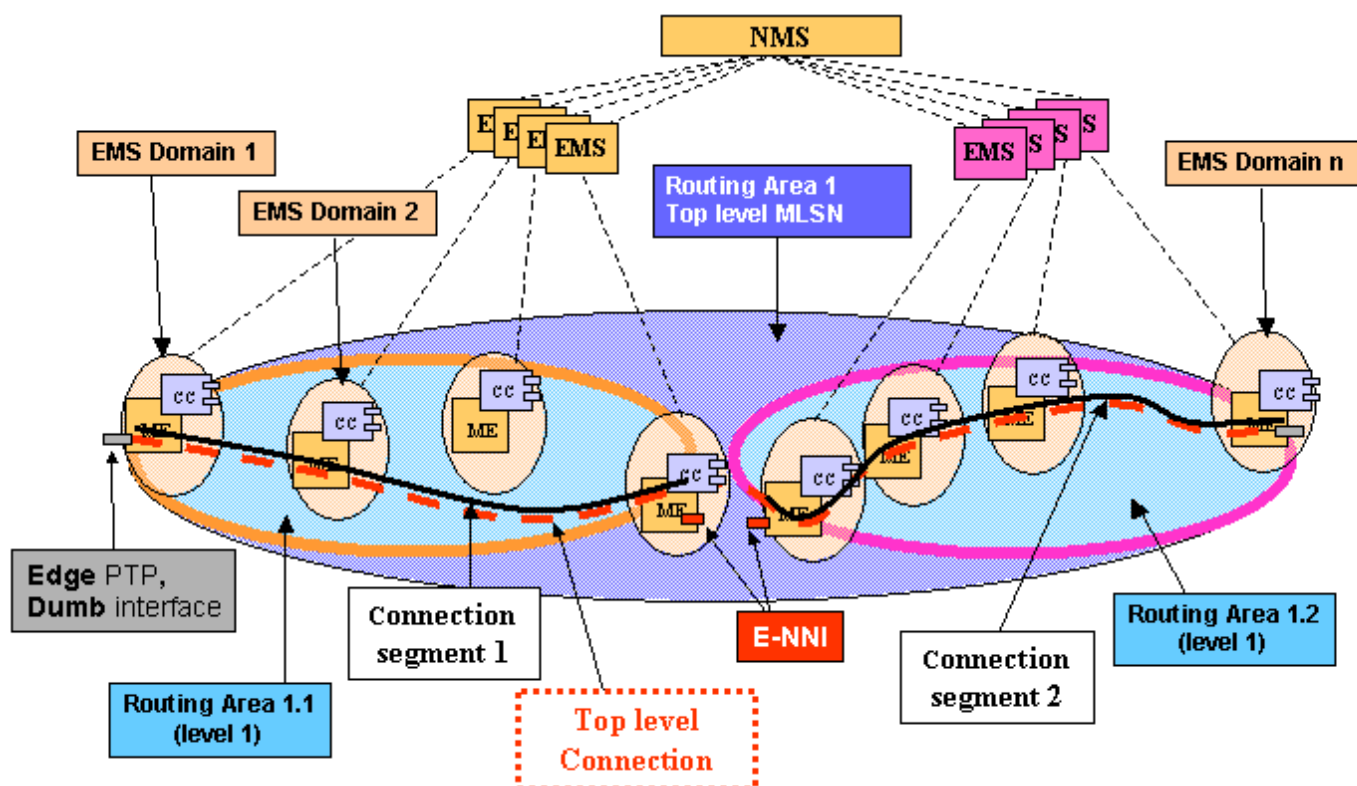 NMS
E
E
E
EMS
EMS
S
S
S
EMS Domain 1
EMS Domain 2
Routing Area 1
Top level MLSN
EMS Domain n
CC
ME
CC
ME
CC
ME
CC
ME
CC
ME
CC
ME
CC
ME
CC
ME
Edge PTP,
Dumb interface
Connection
segment 1
E-NNI
Connection
segment 2
Routing Area 1.2
(level 1)
Routing Area 1.1
(level 1)
Top level
Connection